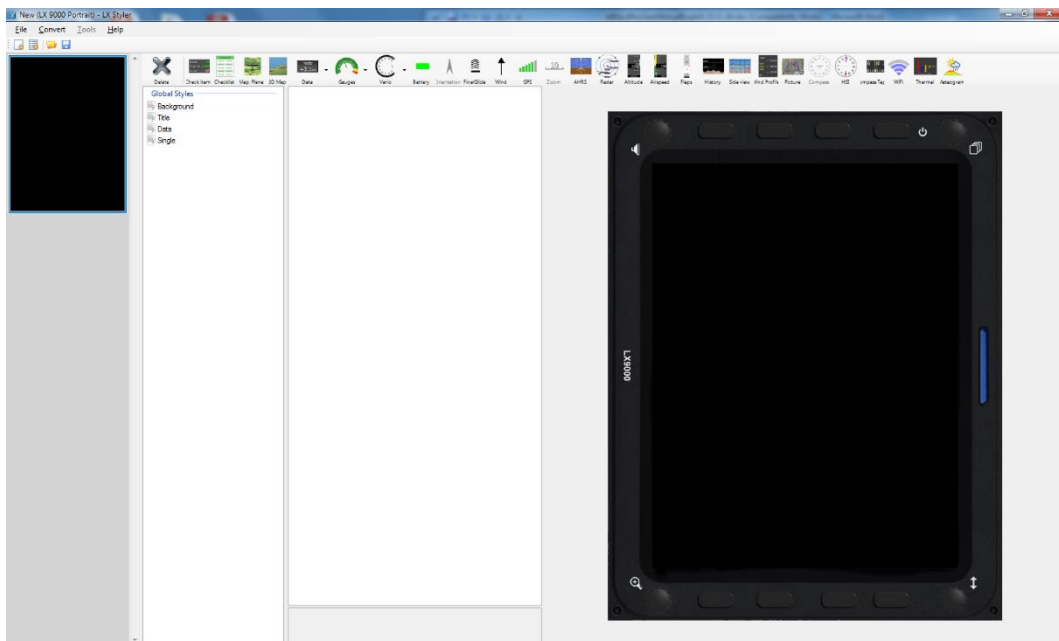 New (LX 9000 Portrait) - LX Styler
File Convert Tools Help
Delete Check Item Checklist Map Plane 3D Map Data Gauges Vario Battery Orientation FinalGlide GPS Wind Zoom AHRS Radar Altitude Airspeed Flaps History Side view Wind Profile Picture Compass HSI WiFi Thermal
Global Styles
Background
Title
Data
Single
LX9000